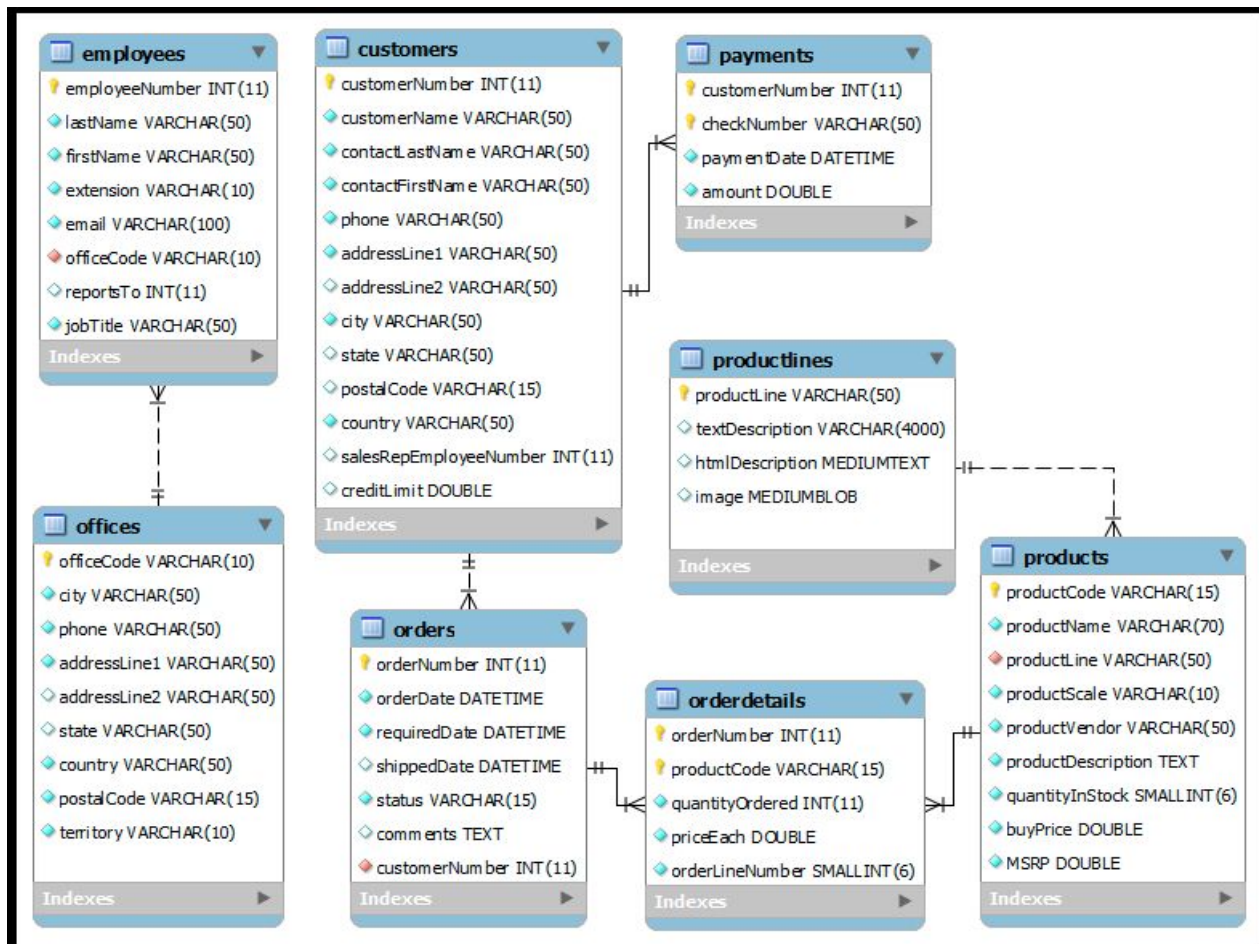 employees
employeeNumber INT(11)
lastName VARCHAR(50)
firstName VARCHAR(50)
extension VARCHAR(10)
email VARCHAR(100)
officeCode VARCHAR(10)
reportsTo INT(11)
jobTitle VARCHAR(50)
Indexes
customers
customerNumber INT(11)
customerName VARCHAR(50)
contactLastName VARCHAR(50)
contactFirstName VARCHAR(50)
phone VARCHAR(50)
addressLine1 VARCHAR(50)
addressLine2 VARCHAR(50)
city VARCHAR(50)
state VARCHAR(50)
postalCode VARCHAR(15)
country VARCHAR(50)
salesRepEmployeeNumber INT(11)
creditLimit DOUBLE
Indexes
payments
customerNumber INT(11)
checkNumber VARCHAR(50)
paymentDate DATETIME
amount DOUBLE
Indexes
productlines
productLine VARCHAR(50)
textDescription VARCHAR(4000)
htmlDescription MEDIUMTEXT
image MEDIUMBLOB
Indexes
offices
officeCode VARCHAR(10)
city VARCHAR(50)
phone VARCHAR(50)
addressLine1 VARCHAR(50)
addressLine2 VARCHAR(50)
state VARCHAR(50)
country VARCHAR(50)
postalCode VARCHAR(15)
territory VARCHAR(10)
Indexes
orders
orderNumber INT(11)
orderDate DATETIME
requiredDate DATETIME
shippedDate DATETIME
status VARCHAR(15)
comments TEXT
customerNumber INT(11)
Indexes
orderdetails
orderNumber INT(11)
productCode VARCHAR(15)
quantityOrdered INT(11)
priceEach DOUBLE
orderLineNumber SMALLINT(6)
Indexes
products
productCode VARCHAR(15)
productName VARCHAR(70)
productLine VARCHAR(50)
productScale VARCHAR(10)
productVendor VARCHAR(50)
productDescription TEXT
quantityInStock SMALLINT(6)
buyPrice DOUBLE
MSRP DOUBLE
Indexes